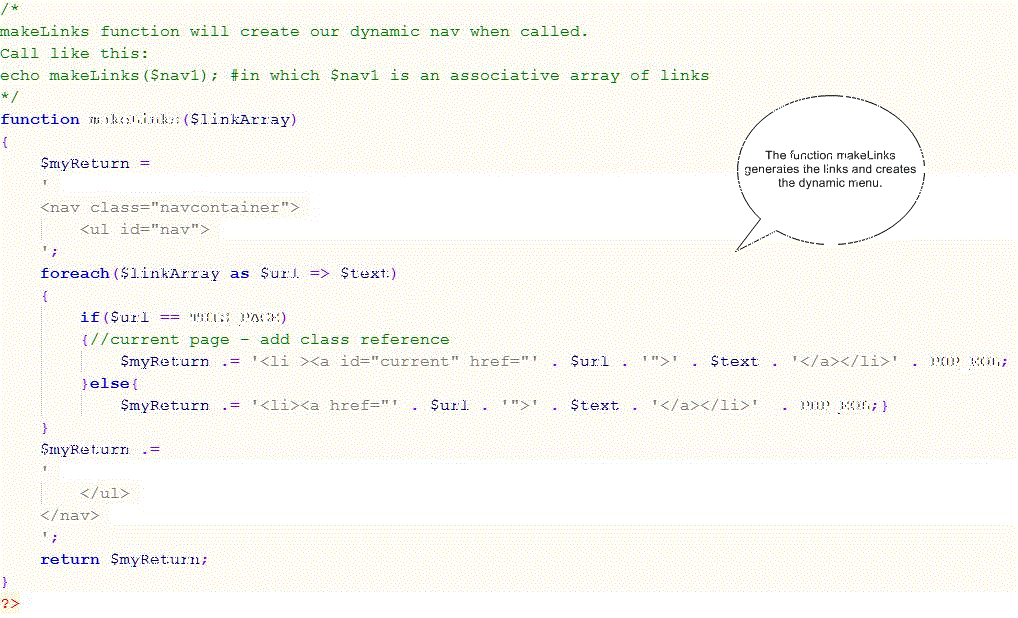 /*
makeLinks function will create our dynamic nav when called.
Call like this:
echo makeLinks($nav1); #in which $nav1 is an associative array of links
*/
function makeLinks($linkArray)
{
    $myReturn =
    '
    <nav class="navcontainer">
        <ul id="nav">
    ';
    foreach($linkArray as $url => $text)
    {
        if($url == THIS_PAGE)
        {//current page - add class reference
            $myReturn .= '<li ><a id="current" href="' . $url . '">' . $text . '</a></li>' . PHP_EOL;
        }else{
            $myReturn .= '<li><a href="' . $url . '">' . $text . '</a></li>'  . PHP_EOL;}
    }
    $myReturn .=
    '
        </ul>
    </nav>
    ';
    return $myReturn;
}
?>
The function makeLinks
generates the links and creates
the dynamic menu.